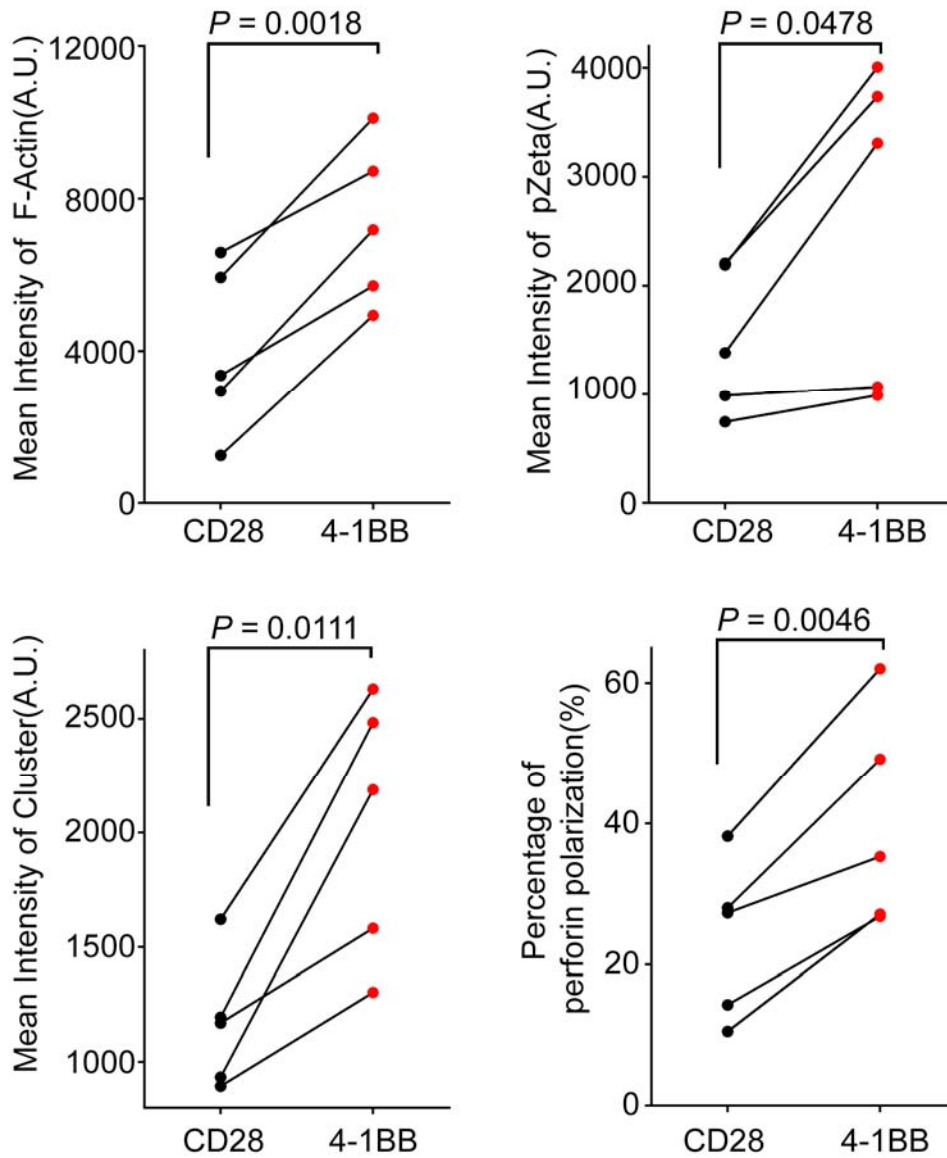 P = 0.0018
Mean Intensity of F-Actin(A.U.)
12000
8000
4000
0
CD28 4-1BB
P = 0.0478
Mean Intensity of pZeta(A.U.)
4000
3000
2000
1000
0
CD28 4-1BB
P = 0.0111
Mean Intensity of Cluster(A.U.)
2500
2000
1500
1000
CD28 4-1BB
P = 0.0046
Percentage of
perforin polarization(%)
60
40
20
0
CD28 4-1BB